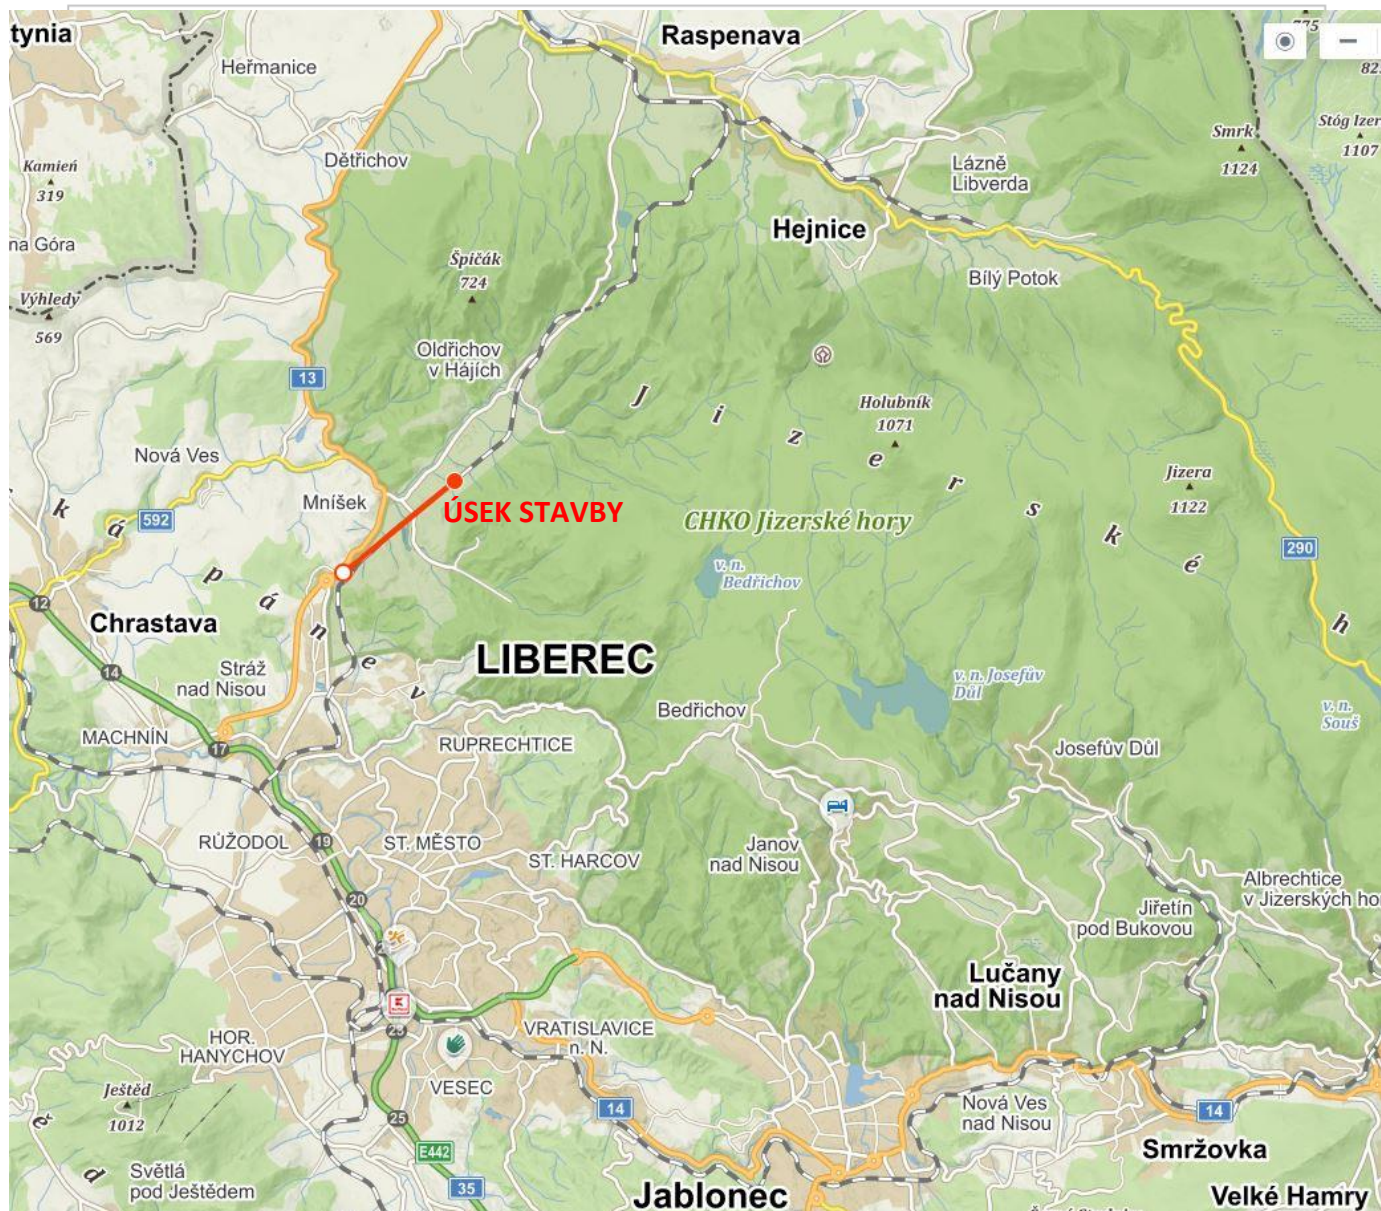 tynia
Raspenava
775
Heřmanice
82
Smrk
1124
Stóg Izer
1107
Dětřichov
Kamień
319
Lázně
Libverda
Hejnice
na Góra
Špičák
724
Bílý Potok
Výhledy
569
Oldřichov
v Hájích
13
Holubník
1071
J i z e r s k é h
Nová Ves
Jizera
1122
Mníšek
ÚSEK STAVBY
592
CHKO Jizerské hory
290
v. n.
Bedřichov
12
Chrastava
k á p á n e v
LIBEREC
14
Stráž
nad Nisou
v. n. Josefův
Důl
Bedřichov
v. n.
Souš
MACHNÍN
17
RUPRECHTICE
Josefův Důl
RŮŽODOL
19
ST. MĚSTO
ST. HARCOV
Janov
nad Nisou
Albrechtice
v Jizerských hor
20
Jiřetín
pod Bukovou
Lučany
nad Nisou
23
VRATISLAVICE
n. N.
HOR.
HANYCHOV
VESEC
Ještěd
1012
14
25
Nová Ves
nad Nisou
14
ě d
E442
Smržovka
Světlá
pod Ještědem
35
Jablonec
Velké Hamry